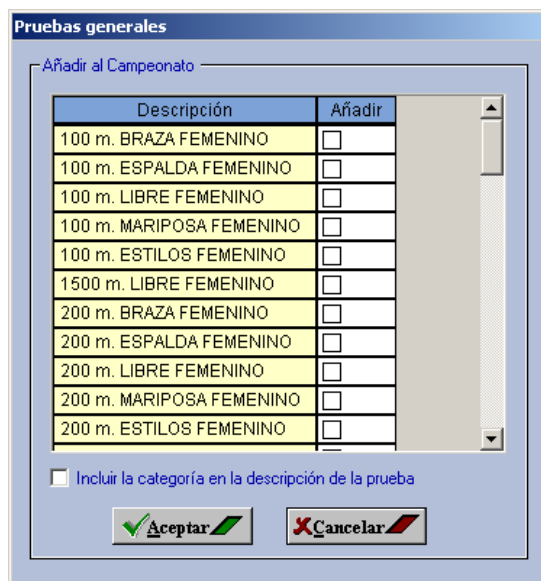 Pruebas generales
Añadir al Campeonato
Descripción Añadir
100 m. BRAZA FEMENINO
100 m. ESPALDA FEMENINO
100 m. LIBRE FEMENINO
100 m. MARIPOSA FEMENINO
100 m. ESTILOS FEMENINO
1500 m. LIBRE FEMENINO
200 m. BRAZA FEMENINO
200 m. ESPALDA FEMENINO
200 m. LIBRE FEMENINO
200 m. MARIPOSA FEMENINO
200 m. ESTILOS FEMENINO
Incluir la categoría en la descripción de la prueba
Aceptar Cancelar